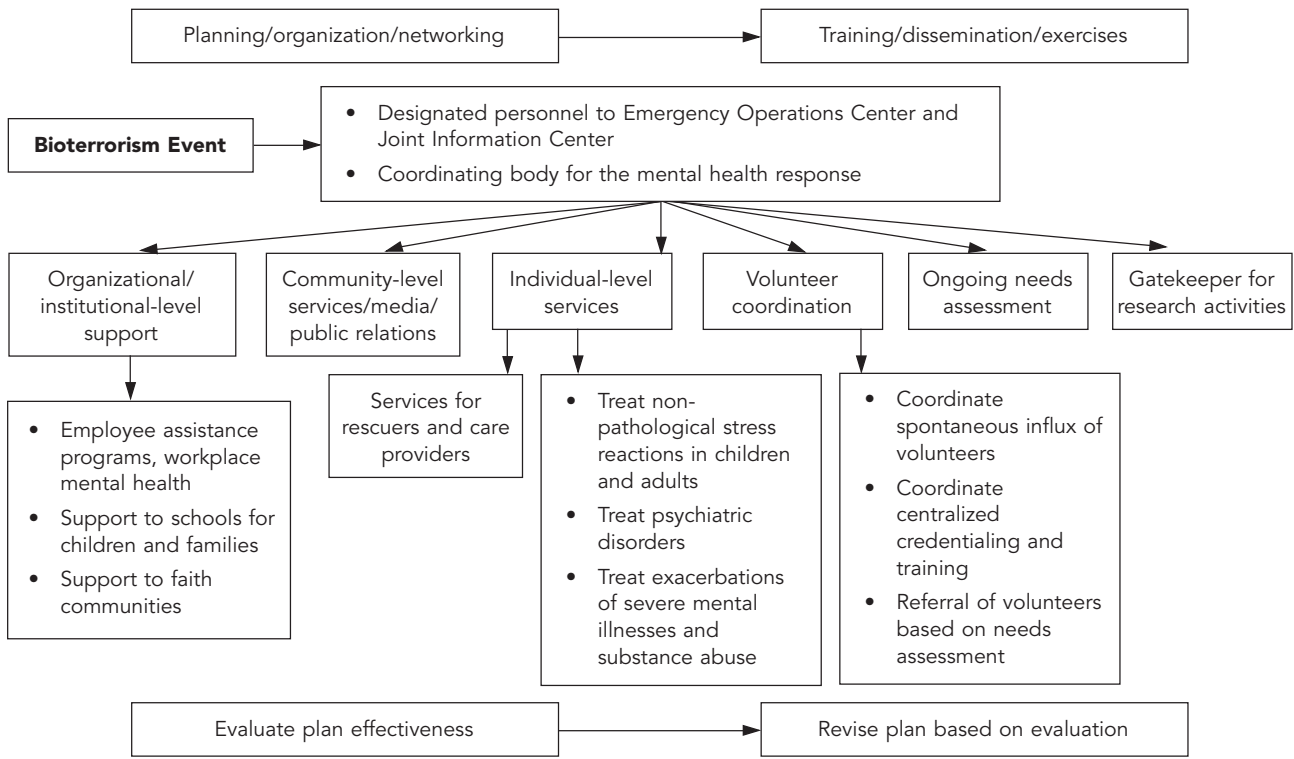 Planning/organization/networking
Training/dissemination/exercises
Bioterrorism Event
• Designated personnel to Emergency Operations Center and
Joint Information Center
• Coordinating body for the mental health response
Organizational/
institutional-level
support
Community-level
services/media/
public relations
Individual-level
services
Volunteer
coordination
Ongoing needs
assessment
Gatekeeper for
research activities
• Employee assistance
programs, workplace
mental health
• Support to schools for
children and families
• Support to faith
communities
Services for
rescuers and care
providers
• Treat non-
pathological stress
reactions in children
and adults
• Treat psychiatric
disorders
• Treat exacerbations
of severe mental
illnesses and
substance abuse
• Coordinate
spontaneous influx of
volunteers
• Coordinate
centralized
credentialing and
training
• Referral of volunteers
based on needs
assessment
Evaluate plan effectiveness
Revise plan based on evaluation